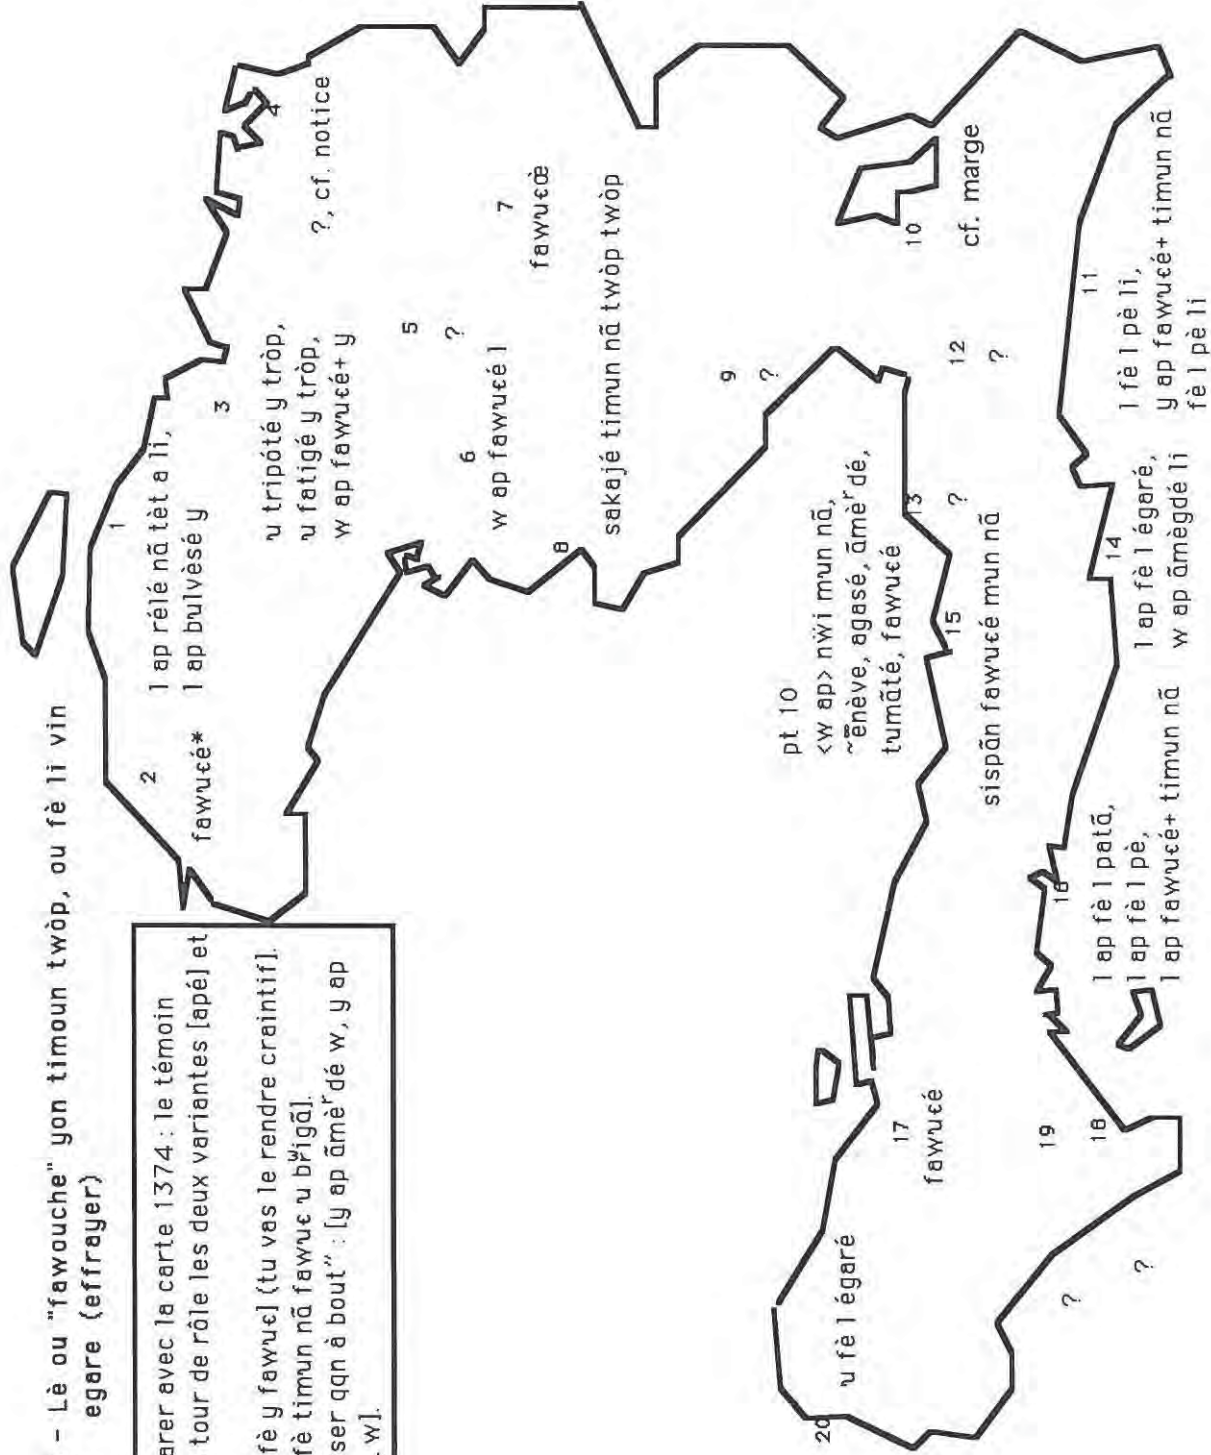 – Lè ou "fawouche" yon timoun twòp, ou fè li vin
egare (effrayer)
arer avec la carte 1374 : le témoin
tour de rôle les deux variantes [apé] et
fè y fawuɛ] (tu vas le rendre craintif].
fè timun nã fawuɛ u bʳigã].
ser qqn à bout" : [y ap ãmèʳdé w, y ap
w].
1
l ap rélé nã tèt a li,
l ap bulvèsé y
2
fawuɛé*
3
u tripóté y tròp,
u fatigé y tròp,
w ap fawuɛé+ y
4
?, cf. notice
5
?
6
w ap fawuɛé l
7
fawuɛœ̀
8
sakajé timun nã twòp twòp
9
?
10
cf. marge
pt 10
<w ap> nẅi mun nã,
~ẽnève, agasé, ãmèʳdé,
tumãté, fawuɛé
11
l fè l pè li,
y ap fawuɛé+ timun nã
fè l pè li
12
?
13
?
14
l ap fè l égaré,
w ap ãmègdé li
15
sispãn fawuɛé mun nã
16
l ap fè l patã,
l ap fè l pè,
l ap fawuɛé+ timun nã
17
fawuɛé
18
?
19
?
20
u fè l égaré